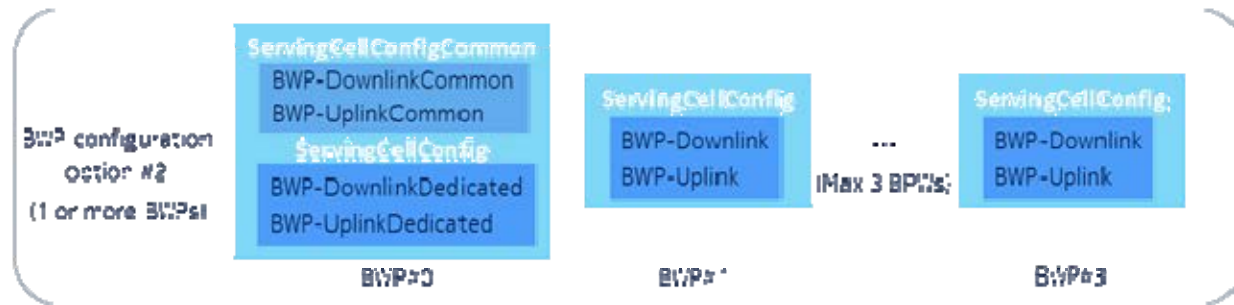 BWP configuration
option #2
(1 or more BWPs)
ServingCellConfigCommon
BWP-DownlinkCommon
BWP-UplinkCommon
ServingCellConfig
BWP-DownlinkDedicated
BWP-UplinkDedicated
BWP#0
ServingCellConfig
BWP-Downlink
BWP-Uplink
BWP#1
...
(Max 3 BPWs)
ServingCellConfig
BWP-Downlink
BWP-Uplink
BWP#3